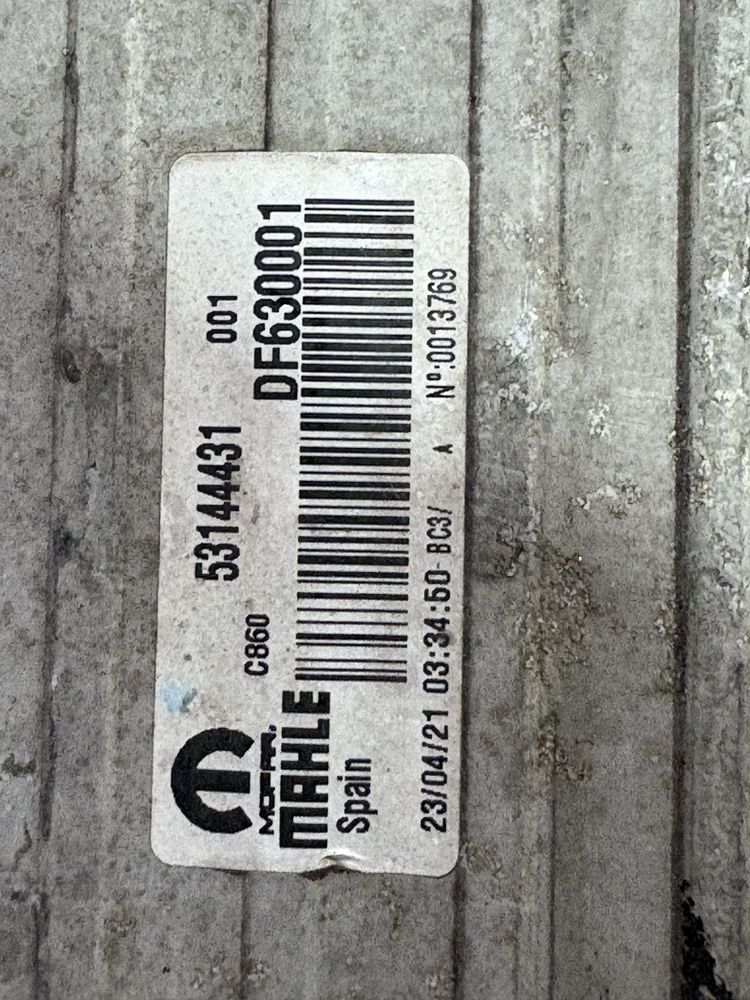 MOPAR.
MAHLE
Spain
C860
53144431
001
DF630001
23/04/21 03:34:50-BC3/ A Nº:0013769